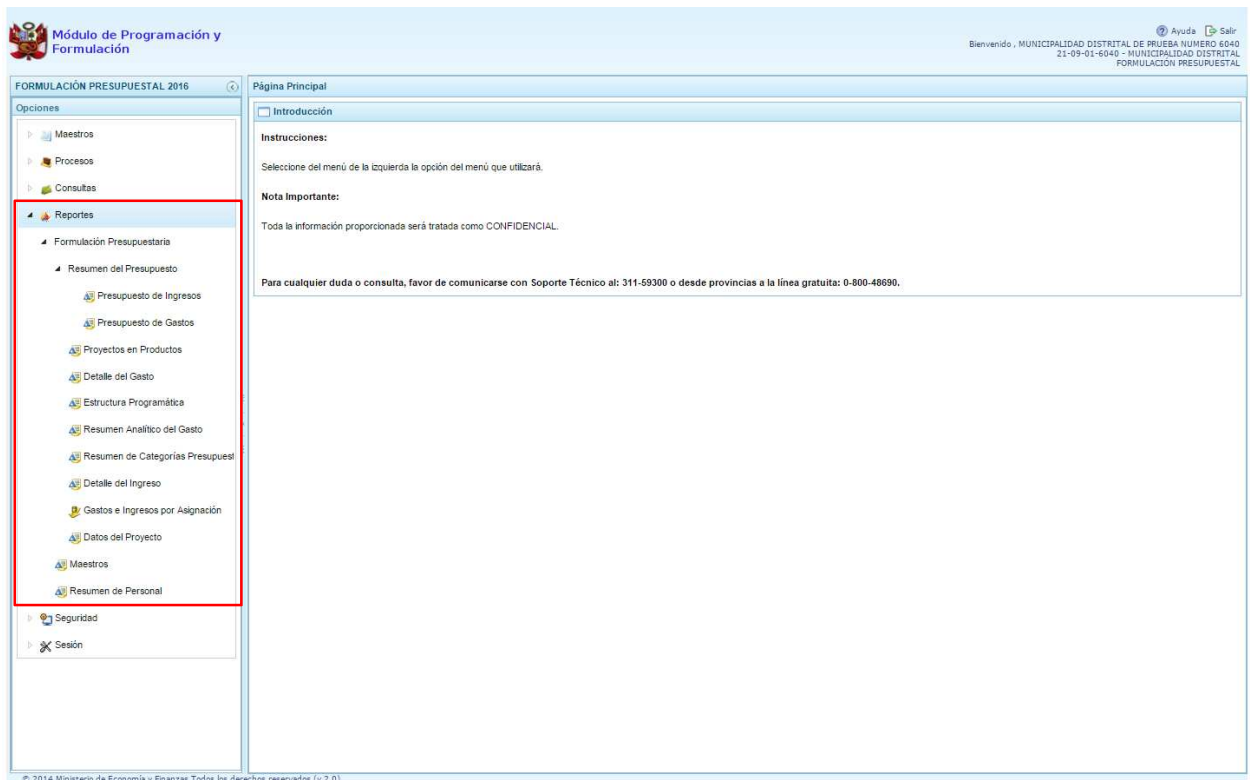 Módulo de Programación y
Formulación
Ayuda Salir
Bienvenido , MUNICIPALIDAD DISTRITAL DE PRUEBA NUMERO 6040
21-09-01-6040 - MUNICIPALIDAD DISTRITAL
FORMULACIÓN PRESUPUESTAL
FORMULACIÓN PRESUPUESTAL 2016
Opciones
Maestros
Procesos
Consultas
Reportes
Formulación Presupuestaria
Resumen del Presupuesto
Presupuesto de Ingresos
Presupuesto de Gastos
Proyectos en Productos
Detalle del Gasto
Estructura Programática
Resumen Analítico del Gasto
Resumen de Categorías Presupuest
Detalle del Ingreso
Gastos e Ingresos por Asignación
Datos del Proyecto
Maestros
Resumen de Personal
Seguridad
Sesión
Página Principal
Introducción
Instrucciones:
Seleccione del menú de la izquierda la opción del menú que utilizará.
Nota Importante:
Toda la información proporcionada será tratada como CONFIDENCIAL.
Para cualquier duda o consulta, favor de comunicarse con Soporte Técnico al: 311-59300 o desde provincias a la línea gratuita: 0-800-48690.
© 2014 Ministerio de Economía y Finanzas Todos los derechos reservados (v 7.0)